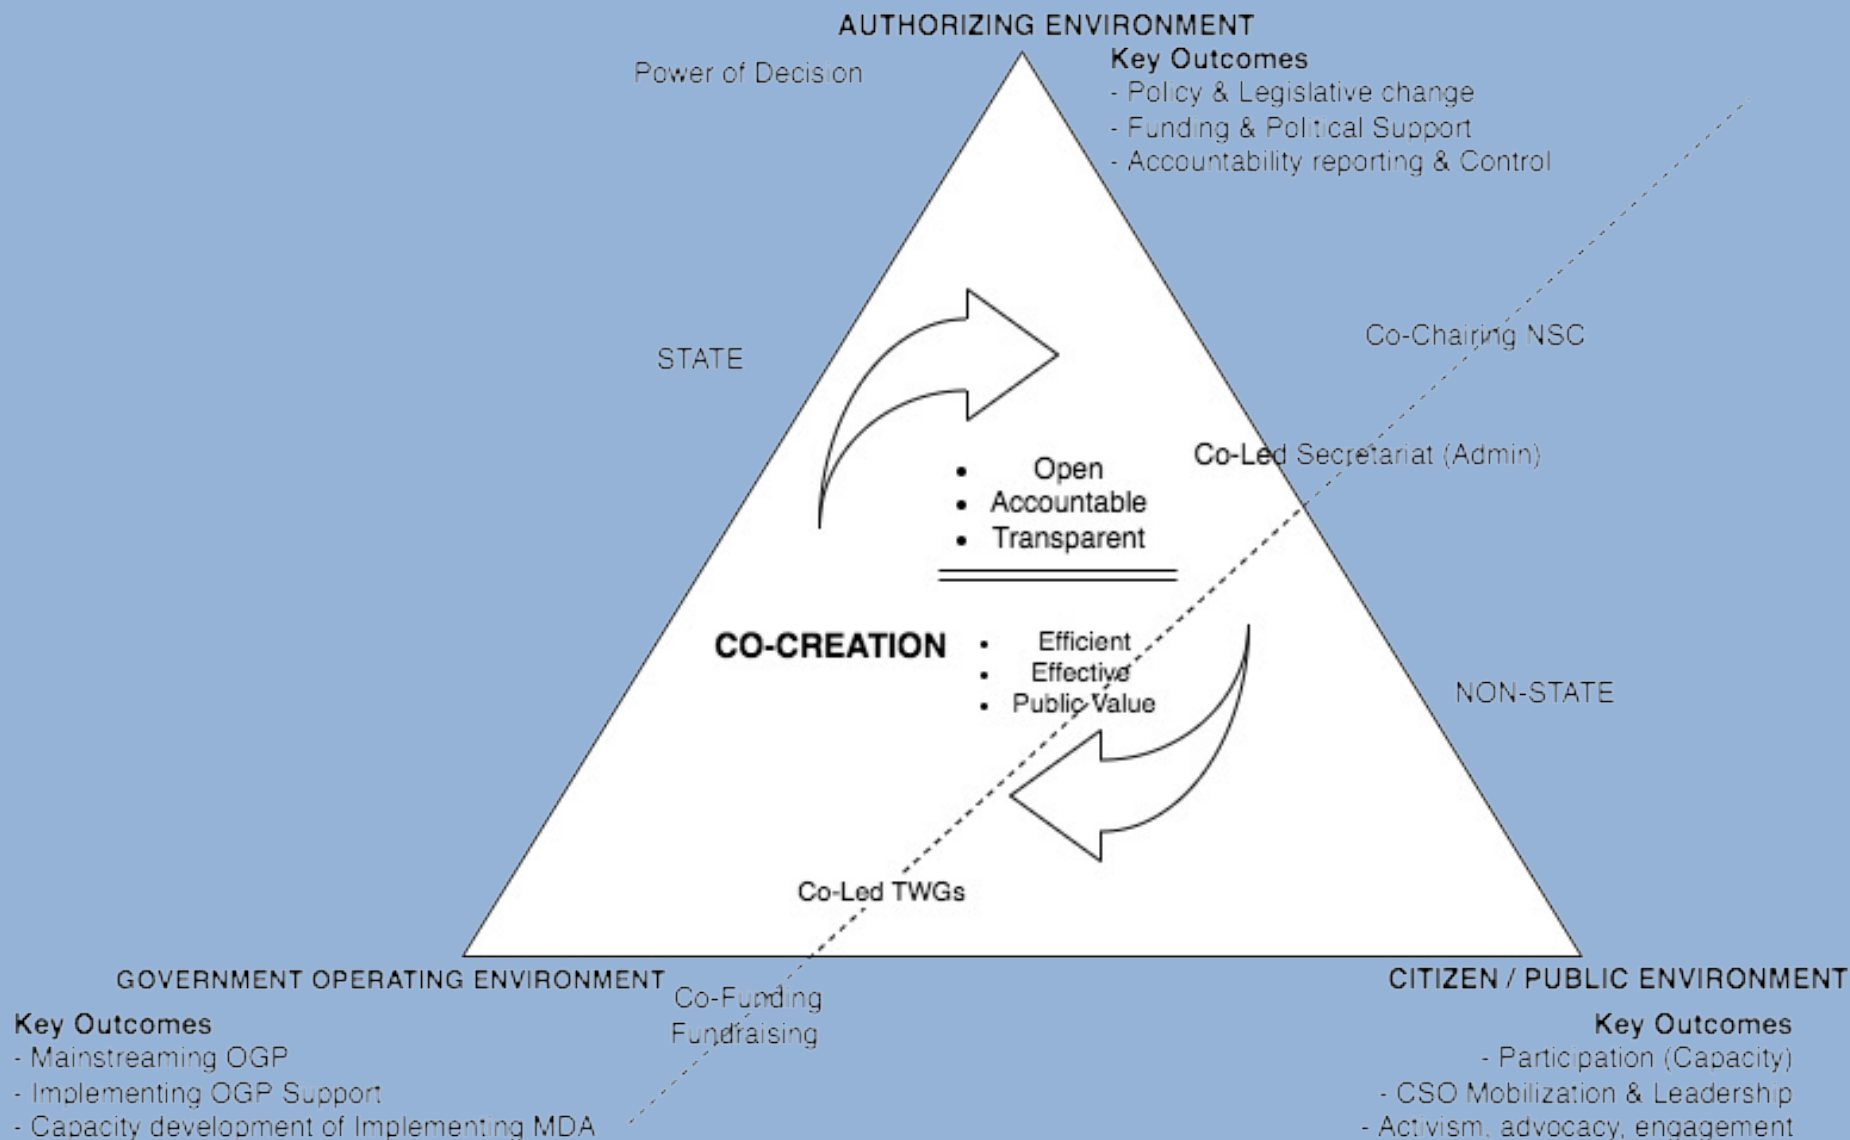 AUTHORIZING ENVIRONMENT
Power of Decision
Key Outcomes
- Policy & Legislative change
- Funding & Political Support
- Accountability reporting & Control
STATE
Co-Chairing NSC
Co-Led Secretariat (Admin)
• Open
• Accountable
• Transparent
CO-CREATION
• Efficient
• Effective
• Public Value
NON-STATE
Co-Led TWGs
GOVERNMENT OPERATING ENVIRONMENT
Key Outcomes
- Mainstreaming OGP
- Implementing OGP Support
- Capacity development of Implementing MDA
Co-Funding
Fundraising
CITIZEN / PUBLIC ENVIRONMENT
Key Outcomes
- Participation (Capacity)
- CSO Mobilization & Leadership
- Activism, advocacy, engagement